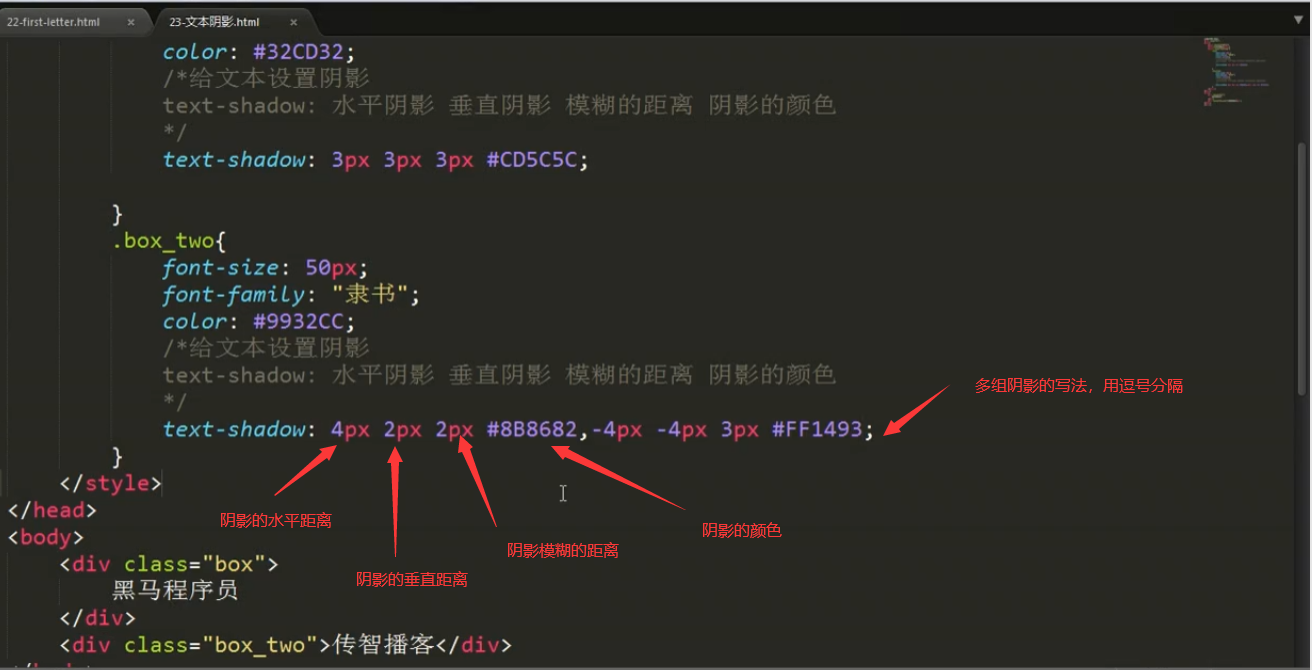 22-first-letter.html × 23-文本阴影.html ×
color: #32CD32;
/*给文本设置阴影
text-shadow: 水平阴影 垂直阴影 模糊的距离 阴影的颜色
*/
text-shadow: 3px 3px 3px #CD5C5C;
}
.box_two{
font-size: 50px;
font-family: "隶书";
color: #9932CC;
/*给文本设置阴影
text-shadow: 水平阴影 垂直阴影 模糊的距离 阴影的颜色
*/
多组阴影的写法，用逗号分隔
text-shadow: 4px 2px 2px #8B8682,-4px -4px 3px #FF1493;
}
</style>
</head>
阴影的水平距离
阴影的颜色
<body>
阴影模糊的距离
<div class="box">
阴影的垂直距离
黑马程序员
</div>
<div class="box_two">传智播客</div>